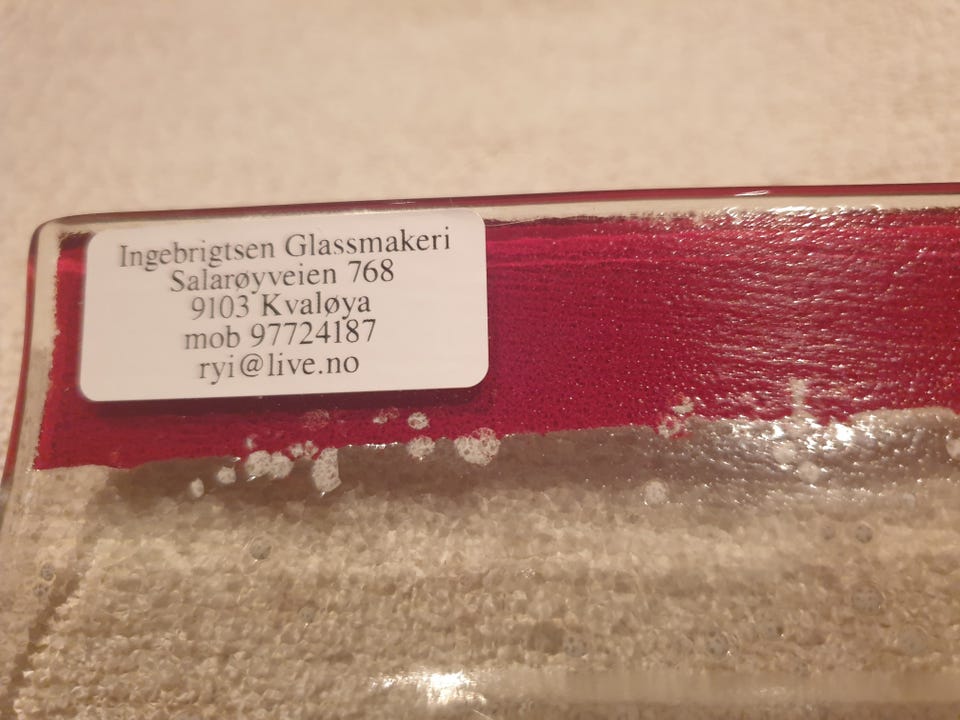 Ingebrigtsen Glassmakeri
Salarøyveien 768
9103 Kvaløya
mob 97724187
ryi@live.no